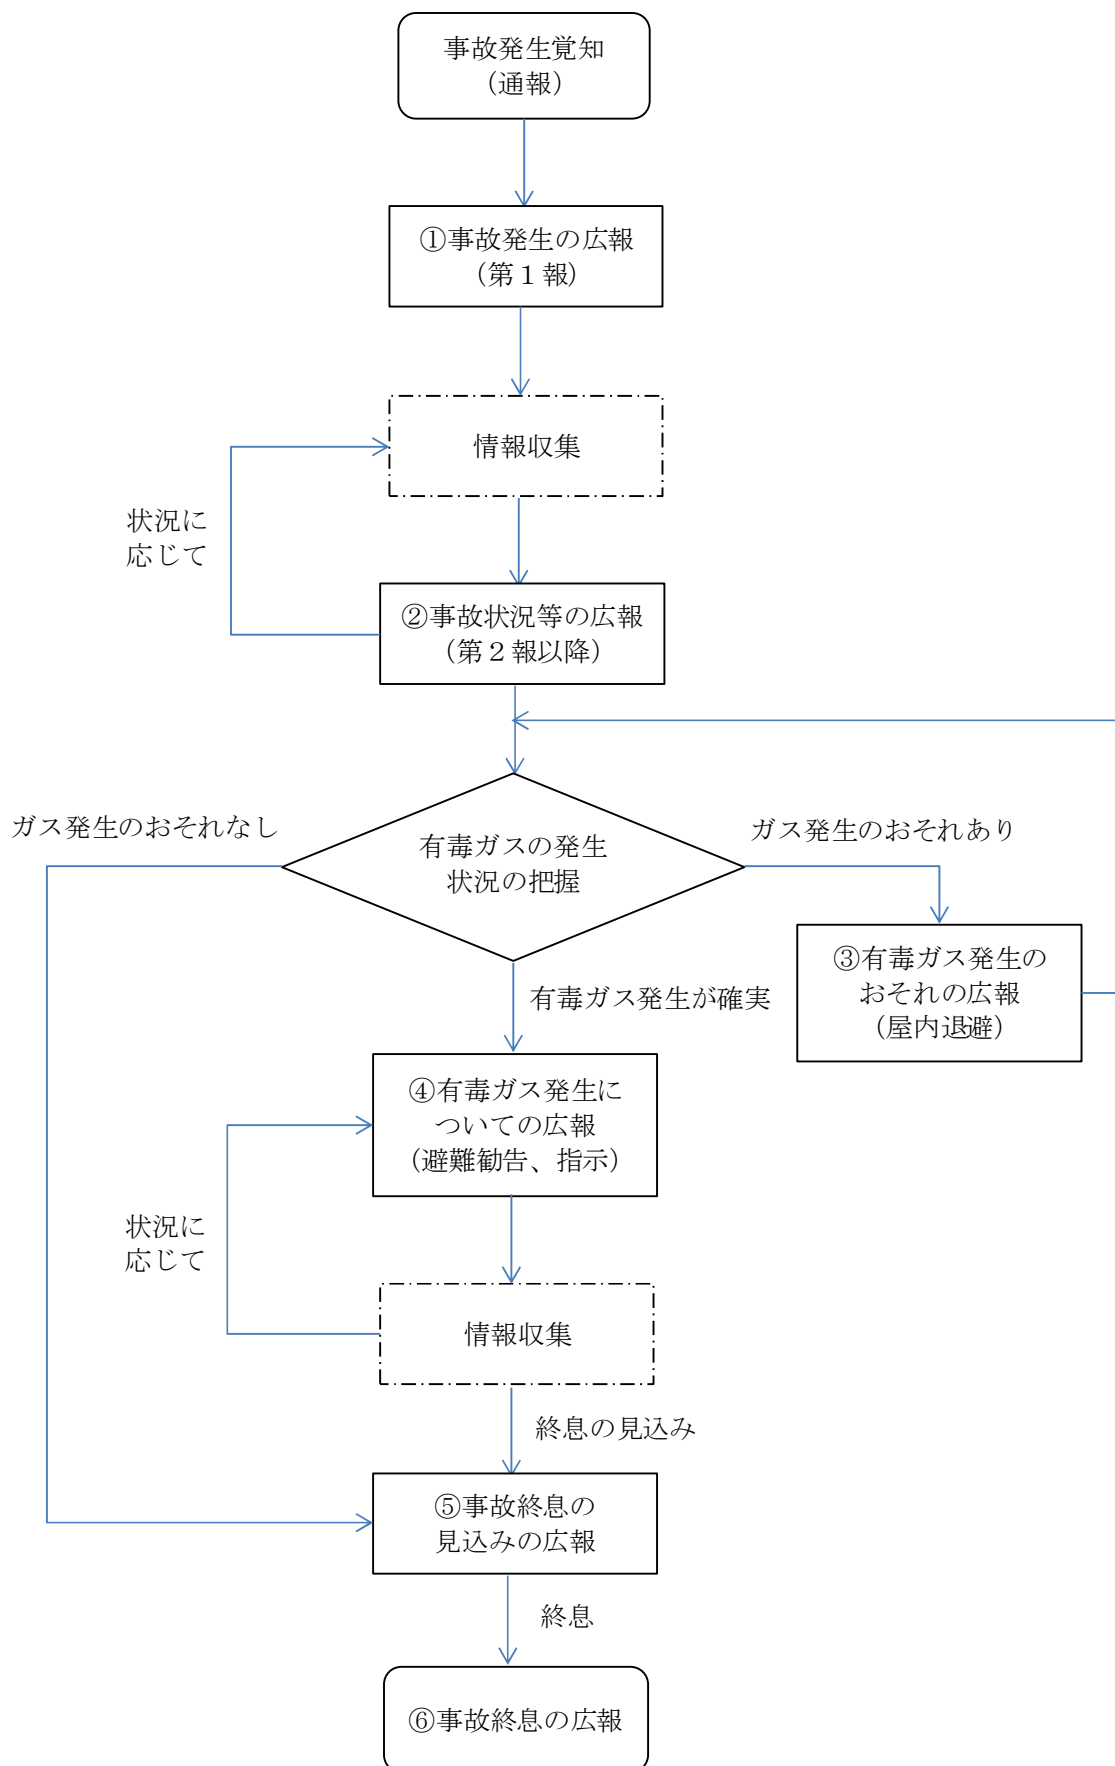 事故発生覚知
（通報）
①事故発生の広報
（第１報）
情報収集
状況に
応じて
②事故状況等の広報
（第２報以降）
ガス発生のおそれなし
ガス発生のおそれあり
有毒ガスの発生
状況の把握
③有毒ガス発生の
おそれの広報
（屋内退避）
有毒ガス発生が確実
④有毒ガス発生に
ついての広報
（避難勧告、指示）
状況に
応じて
情報収集
終息の見込み
⑤事故終息の
見込みの広報
終息
⑥事故終息の広報